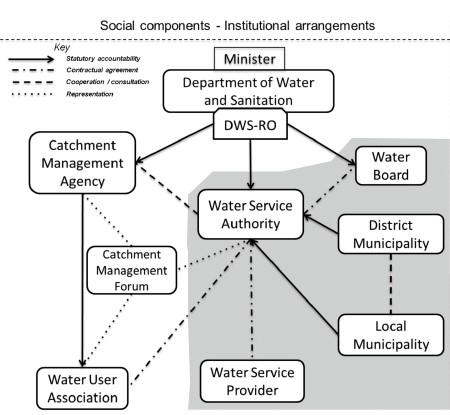 Social components - Institutional arrangements
Key
Statutory accountability
Contractual agreement
Cooperation / consultation
Representation
Minister
Department of Water
and Sanitation
DWS-RO
Catchment
Management
Agency
Water
Board
Water Service
Authority
District
Municipality
Catchment
Management
Forum
Local
Municipality
Water User
Association
Water Service
Provider